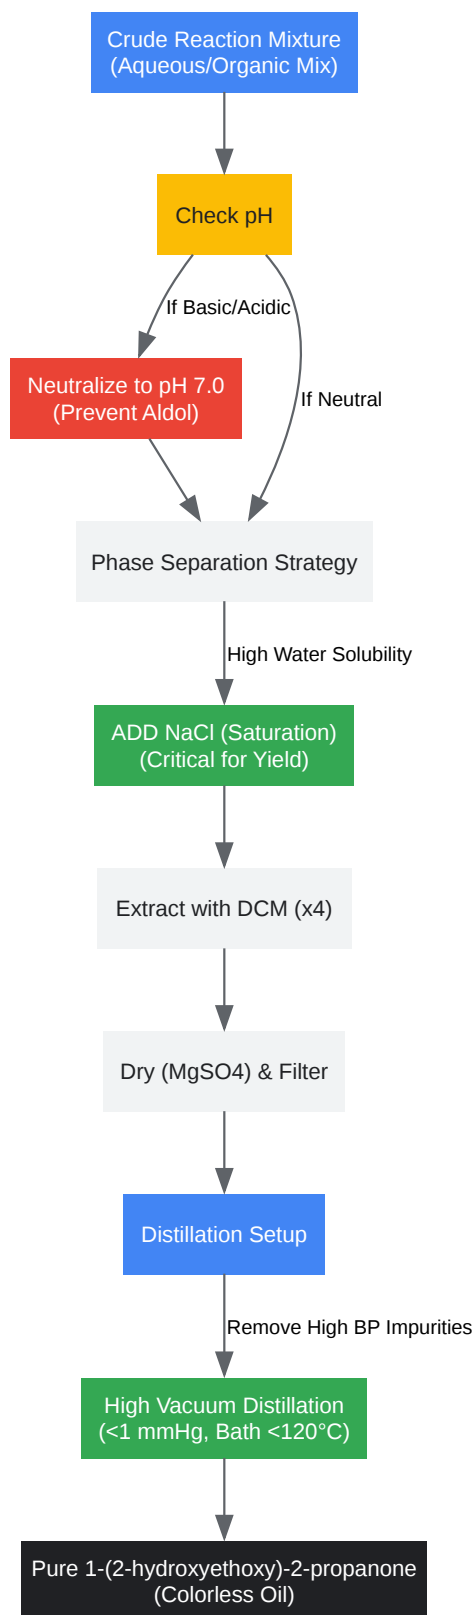 Crude Reaction Mixture
(Aqueous/Organic Mix)
Check pH
If Basic/Acidic
Neutralize to pH 7.0
(Prevent Aldol)
If Neutral
Phase Separation Strategy
High Water Solubility
ADD NaCl (Saturation)
(Critical for Yield)
Extract with DCM (x4)
Dry (MgSO4) & Filter
Distillation Setup
Remove High BP Impurities
High Vacuum Distillation
(<1 mmHg, Bath <120°C)
Pure 1-(2-hydroxyethoxy)-2-propanone
(Colorless Oil)